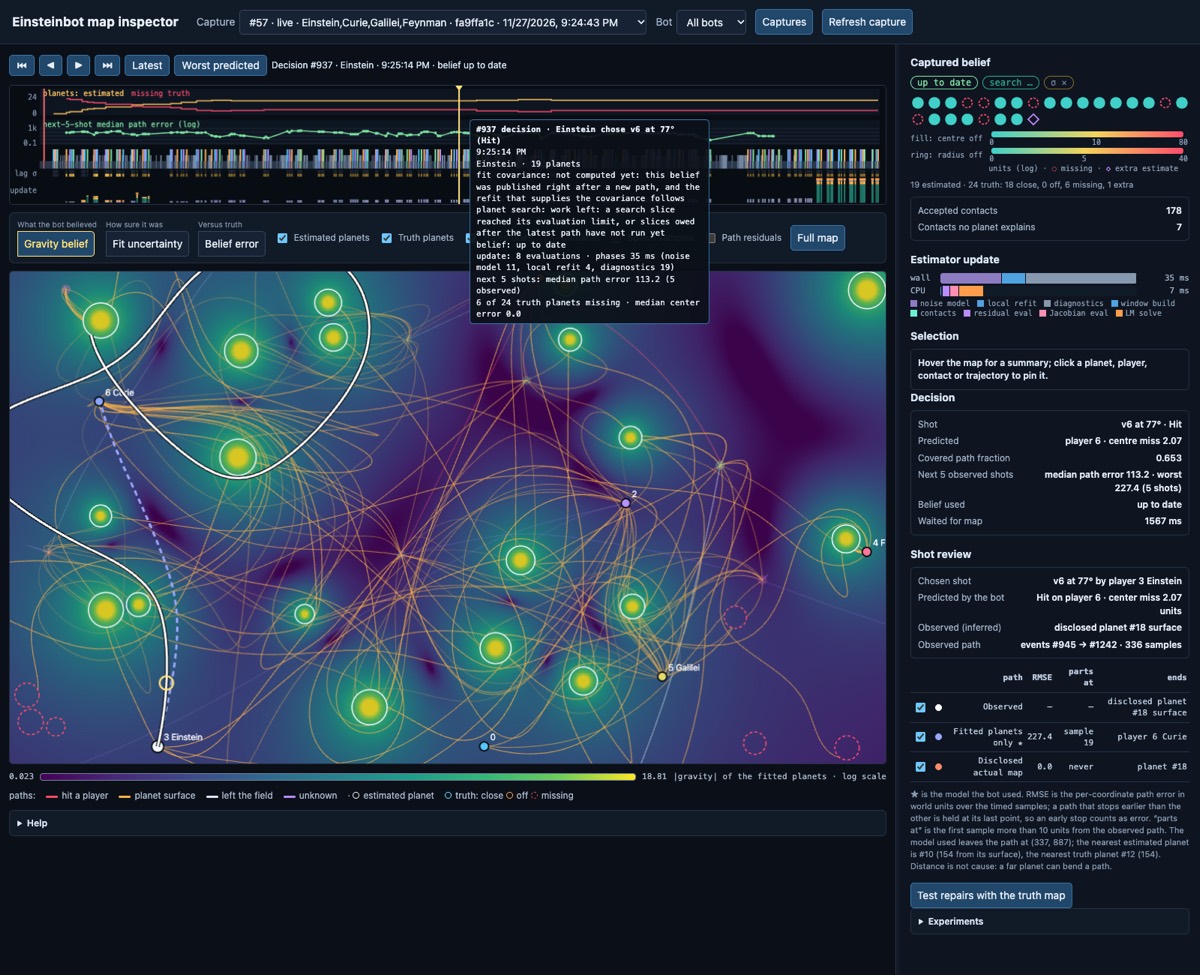 Einsteinbot map inspector
Capture
#57 · live · Einstein,Curie,Galilei,Feynman · fa9ffa1c · 11/27/2026, 9:24:43 PM
Bot
All bots
Captures
Refresh capture
Latest
Worst predicted
Decision #937 · Einstein · 9:25:14 PM · belief up to date
planets: estimated missing truth
24
0
next-5-shot median path error (log)
1k
0.1
lag σ
update
#937 decision · Einstein chose v6 at 77°
(Hit)
9:25:14 PM
Einstein · 19 planets
fit covariance: not computed yet: this belief
was published right after a new path, and the
refit that supplies the covariance follows
planet search: work left: a search slice
reached its evaluation limit, or slices owed
after the latest path have not run yet
belief: up to date
update: 8 evaluations · phases 35 ms (noise
model 11, local refit 4, diagnostics 19)
next 5 shots: median path error 113.2 (5
observed)
6 of 24 truth planets missing · median center
error 0.0
What the bot believed
Gravity belief
How sure it was
Fit uncertainty
Versus truth
Belief error
Estimated planets
Truth planets
Path residuals
Full map
6 Curie
2
4 F
5 Galilei
3 Einstein
0
0.023
18.81 |gravity| of the fitted planets · log scale
paths:
hit a player
planet surface
left the field
unknown
estimated planet
truth: close
off
missing
▸ Help
Captured belief
up to date
search …
σ ×
fill: centre off
0 10 80
ring: radius off
0 5 40
units (log) · missing · extra estimate
19 estimated · 24 truth: 18 close, 0 off, 6 missing, 1 extra
Accepted contacts 178
Contacts no planet explains 7
Estimator update
wall 35 ms
CPU 7 ms
noise model local refit diagnostics window build
contacts residual eval Jacobian eval LM solve
Selection
Hover the map for a summary; click a planet, player,
contact or trajectory to pin it.
Decision
Shot v6 at 77° · Hit
Predicted player 6 · centre miss 2.07
Covered path fraction 0.653
Next 5 observed shots median path error 113.2 · worst
227.4 (5 shots)
Belief used up to date
Waited for map 1567 ms
Shot review
Chosen shot v6 at 77° by player 3 Einstein
Predicted by the bot Hit on player 6 · center miss 2.07
units
Observed (inferred) disclosed planet #18 surface
Observed path events #945 → #1242 · 336 samples
path RMSE parts at ends
Observed — — disclosed planet #18 surface
Fitted planets only ★ 227.4 sample 19 player 6 Curie
Disclosed actual map 0.0 never planet #18
★ is the model the bot used. RMSE is the per-coordinate path error in
world units over the timed samples; a path that stops earlier than the
other is held at its last point, so an early stop counts as error. "parts
at" is the first sample more than 10 units from the observed path. The
model used leaves the path at (337, 887); the nearest estimated planet
is #10 (154 from its surface), the nearest truth planet #12 (154).
Distance is not cause: a far planet can bend a path.
Test repairs with the truth map
▸ Experiments